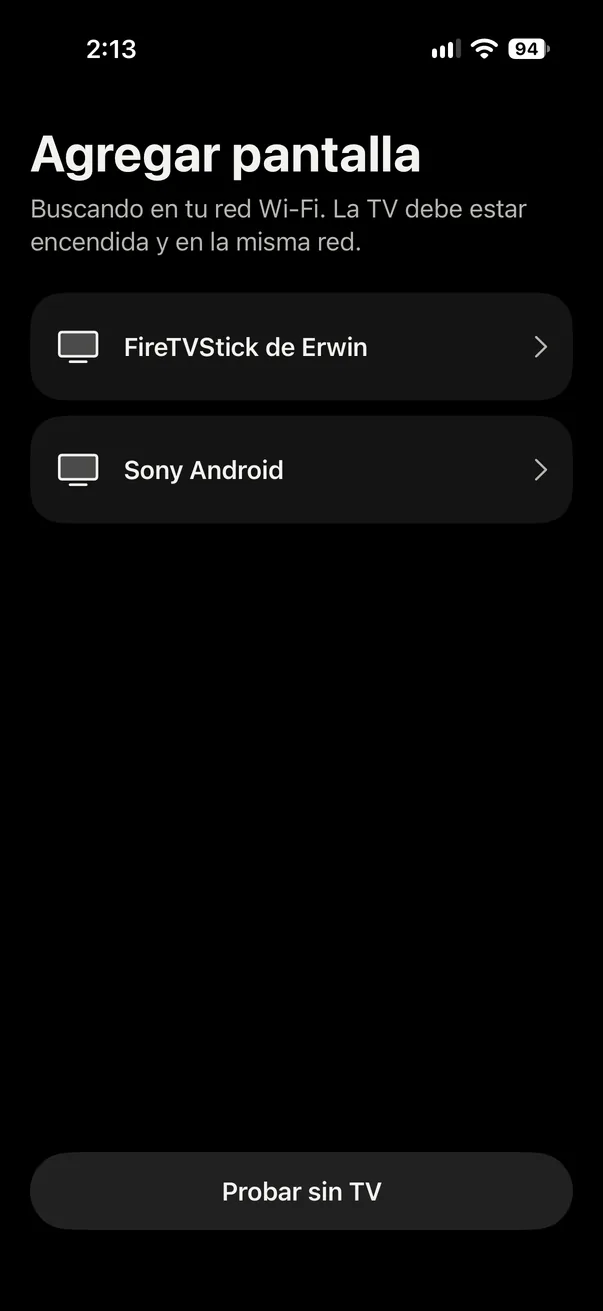 2:13
94
Agregar pantalla
Buscando en tu red Wi-Fi. La TV debe estar
encendida y en la misma red.
FireTVStick de Erwin
Sony Android
Probar sin TV